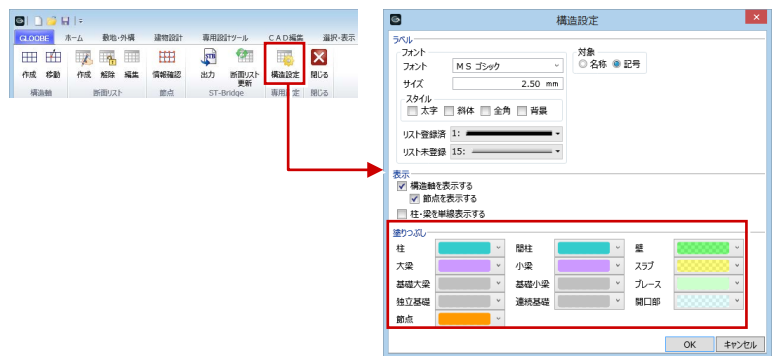 GLOOBE ホーム 敷地・外構 建物設計 専用設計ツール CAD編集 選択・表示
作成 移動 作成 解除 編集 情報確認 出力 断面リスト更新 構造設定 閉じる
構造軸 断面リスト 節点 ST-Bridge 専用設定 閉じる
構造設定
ラベル
フォント
フォント MS ゴシック
サイズ 2.50 mm
スタイル
太字 斜体 全角 背景
対象
名称 記号
リスト登録済 1:
リスト未登録 15:
表示
構造軸を表示する
節点を表示する
柱・梁を単線表示する
塗りつぶし
柱 間柱 壁
大梁 小梁 スラブ
基礎大梁 基礎小梁 ブレース
独立基礎 連続基礎 開口部
節点
OK キャンセル